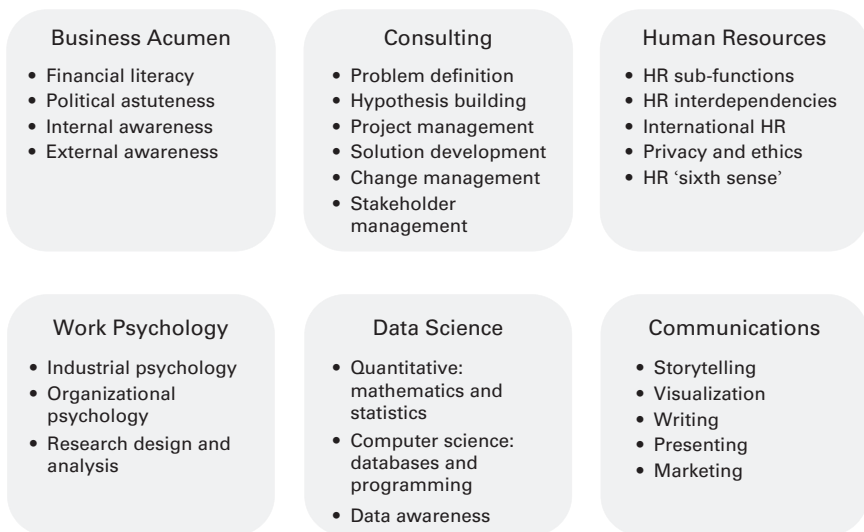 Business Acumen
• Financial literacy
• Political astuteness
• Internal awareness
• External awareness
Consulting
• Problem definition
• Hypothesis building
• Project management
• Solution development
• Change management
• Stakeholder
management
Human Resources
• HR sub-functions
• HR interdependencies
• International HR
• Privacy and ethics
• HR ‘sixth sense’
Work Psychology
• Industrial psychology
• Organizational
psychology
• Research design and
analysis
Data Science
• Quantitative:
mathematics and
statistics
• Computer science:
databases and
programming
• Data awareness
Communications
• Storytelling
• Visualization
• Writing
• Presenting
• Marketing